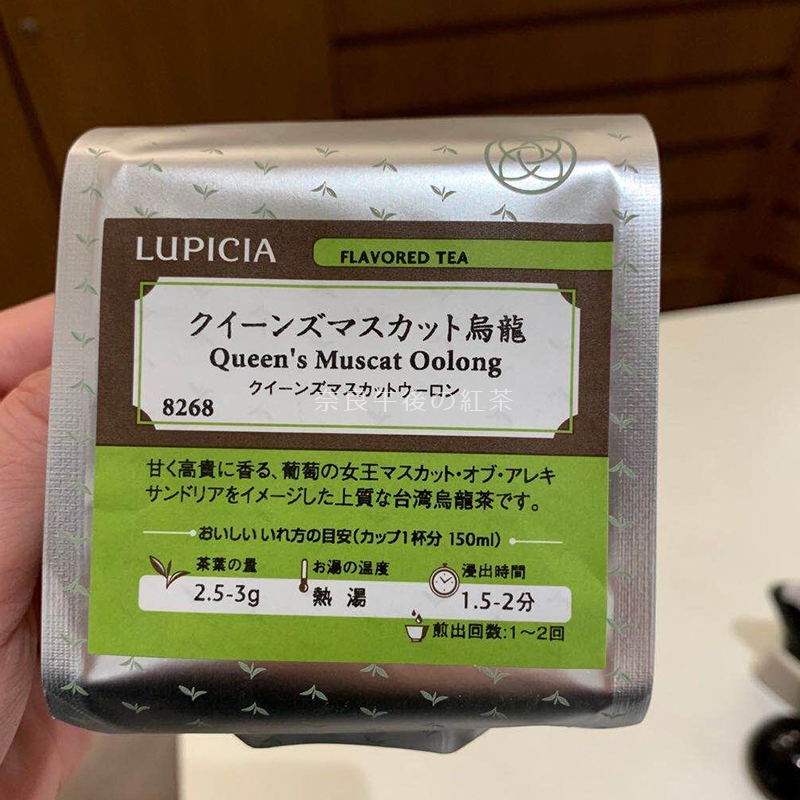 LUPICIA
FLAVORED TEA
クイーンズマスカット烏龍
Queen's Muscat Oolong
クイーンズマスカットウーロン
奈良午後の紅茶
8268
甘く高貴に香る、葡萄の女王マスカット・オブ・アレキ
サンドリアをイメージした上質な台湾烏龍茶です。
おいしいいれ方の目安(カップ1杯分 150ml)
茶葉の量
2.5-3g
お湯の温度
熱湯
浸出時間
1.5-2分
煎出回数:1〜2回